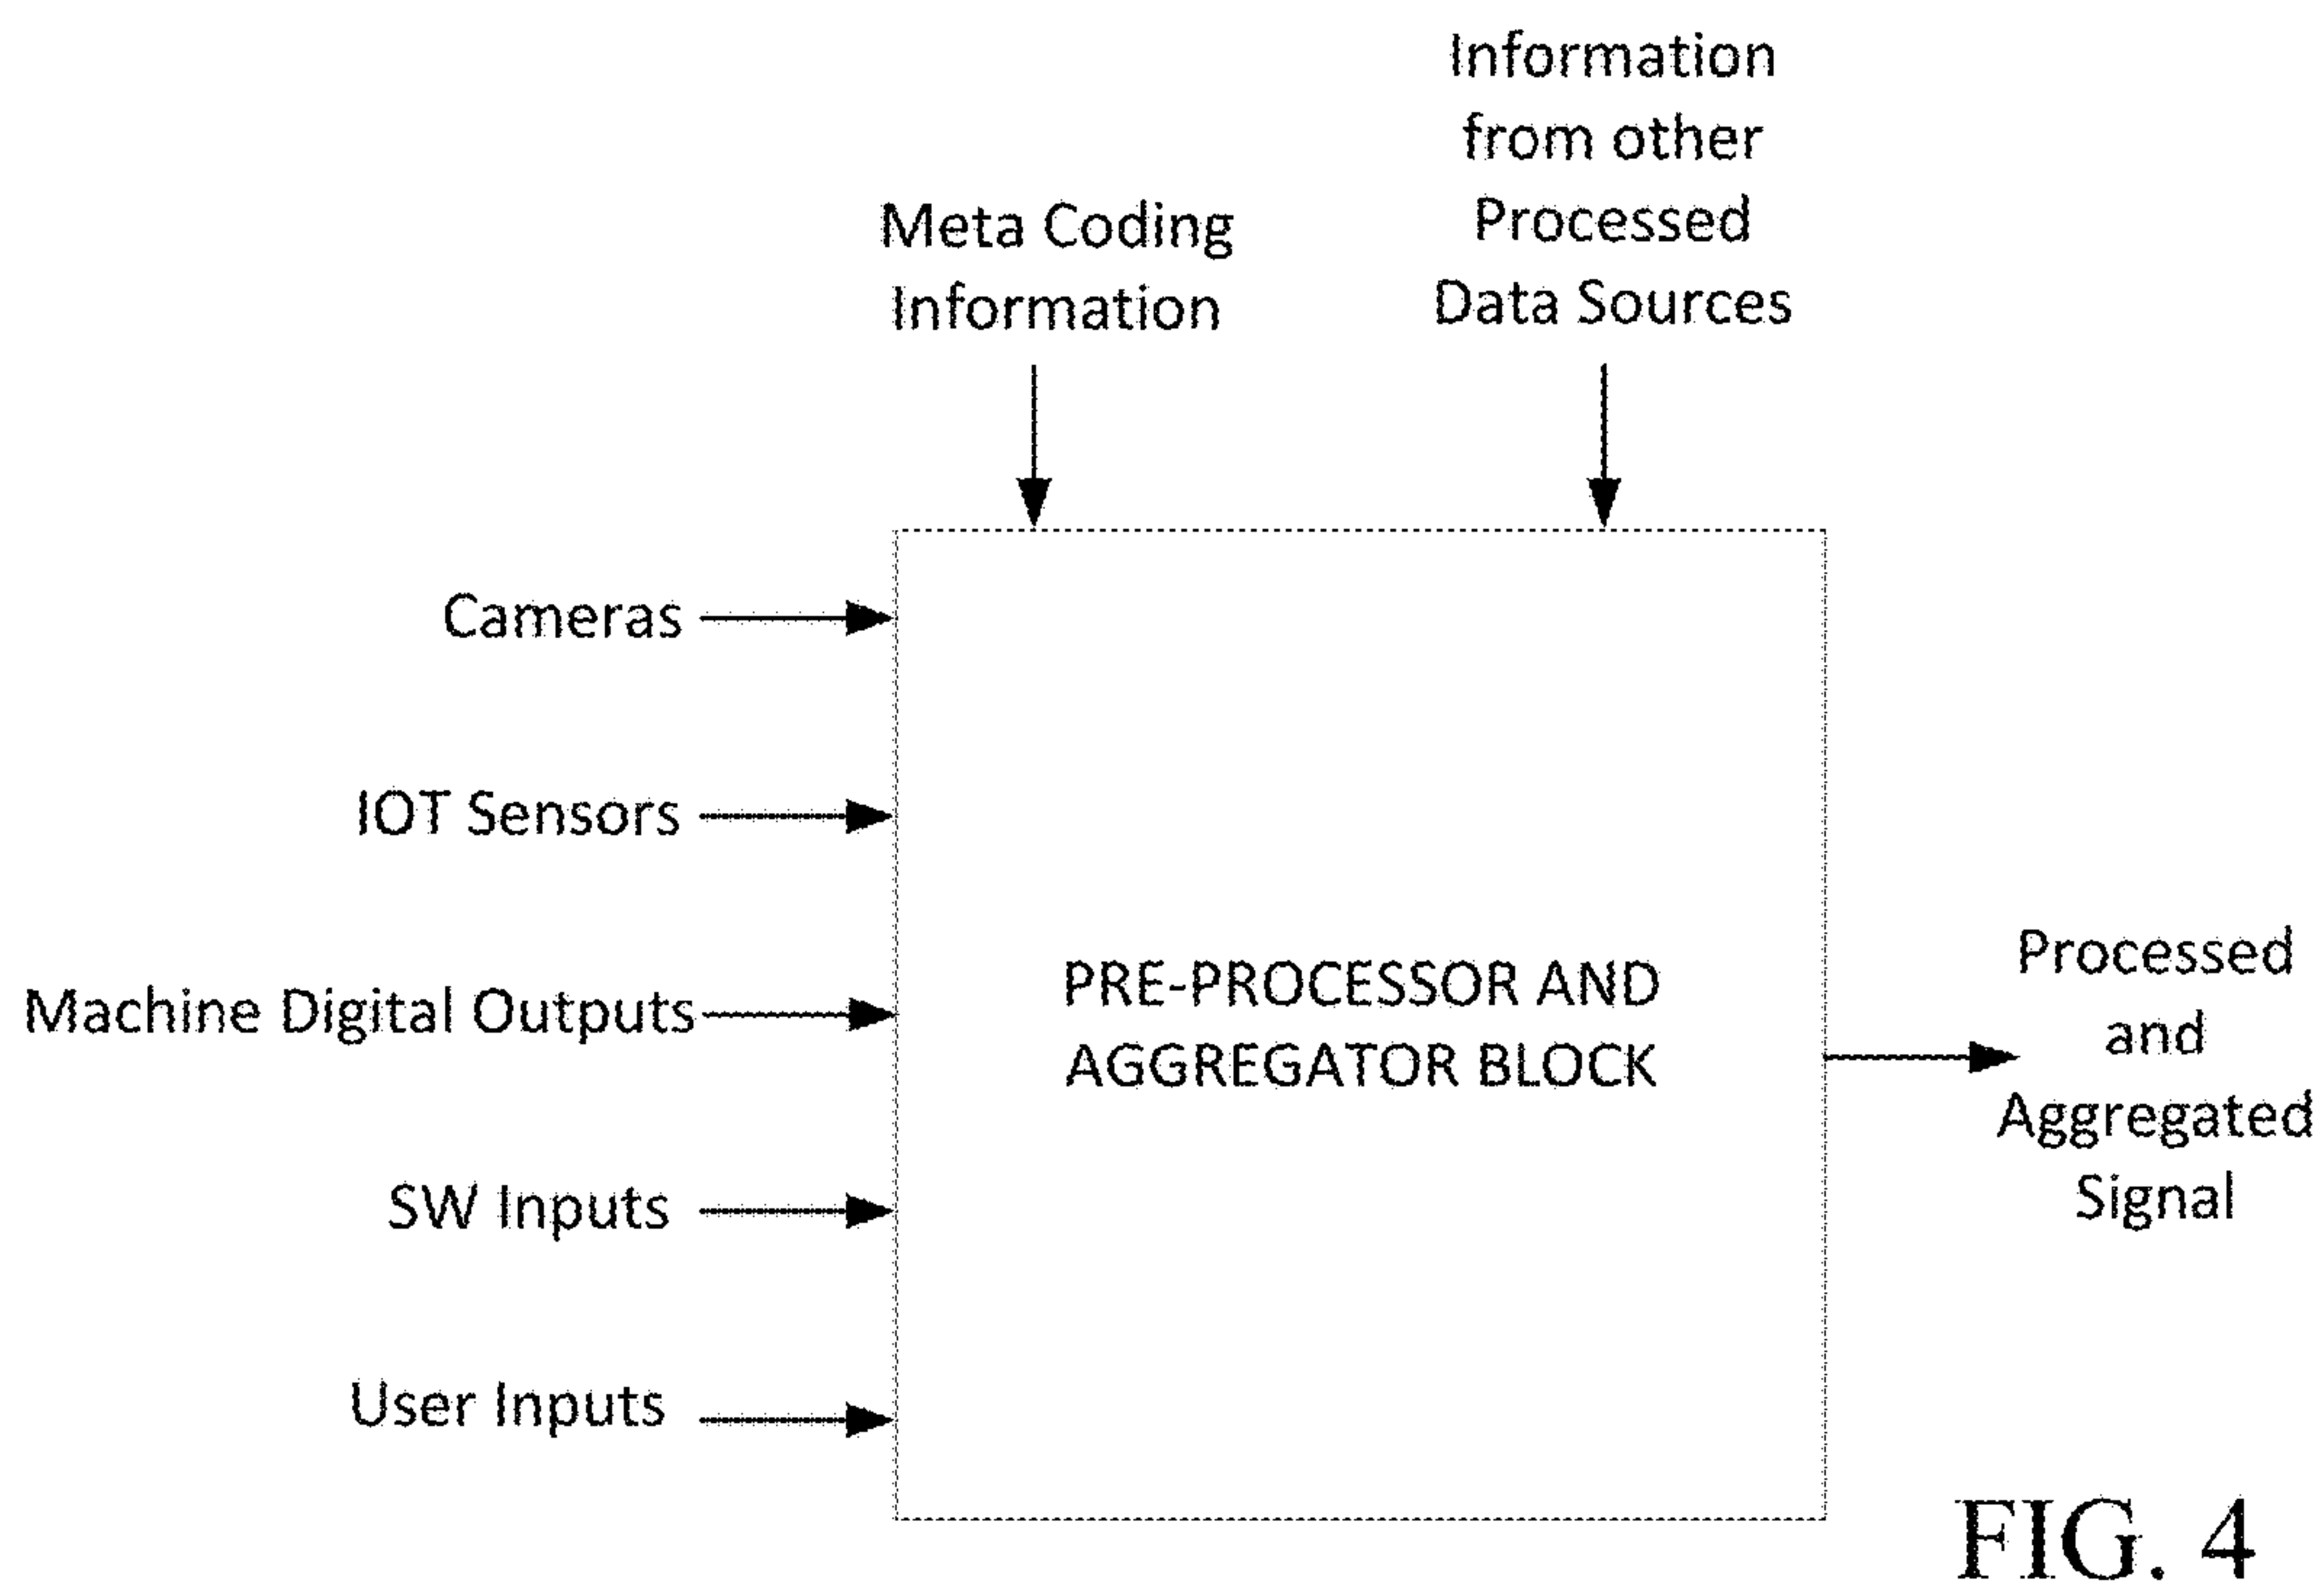 Information
from other
Processed
Data Sources
Meta Coding
Information
Cameras
IOT Sensors
Machine Digital Outputs
SW Inputs
User Inputs
PRE-PROCESSOR AND
AGGREGATOR BLOCK
Processed
and
Aggregated
Signal
FIG. 4